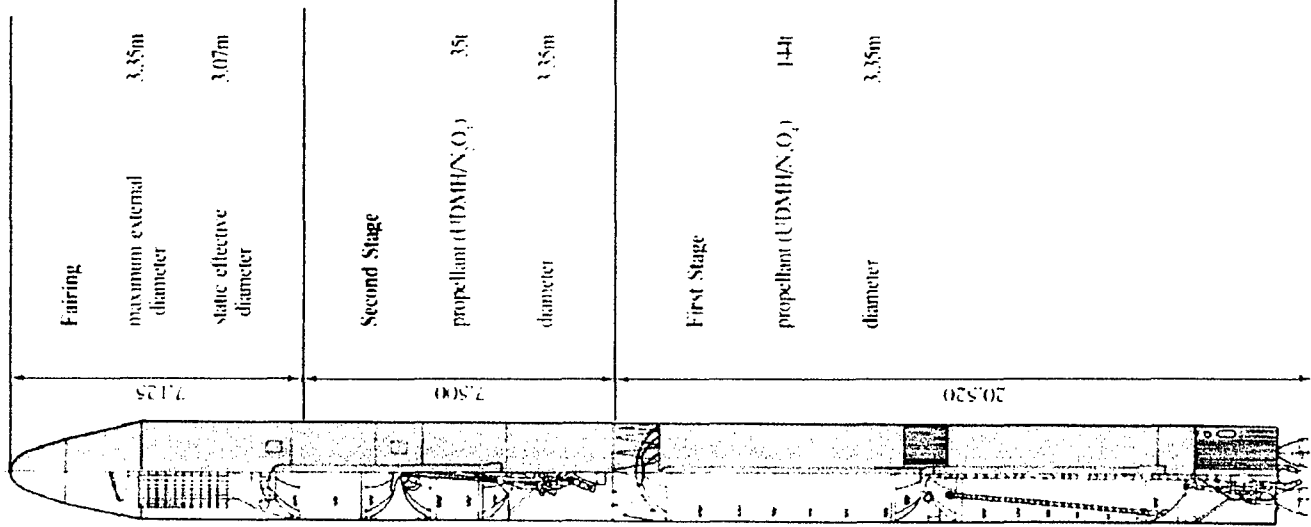 Fairing
maximum external diameter 3.35m
static effective diameter 3.07m
Second Stage
propellant (UDMH/N₂O₄) 35t
diameter 3.35m
First Stage
propellant (UDMH/N₂O₄) 144t
diameter 3.35m
7.125
7.500
20.520